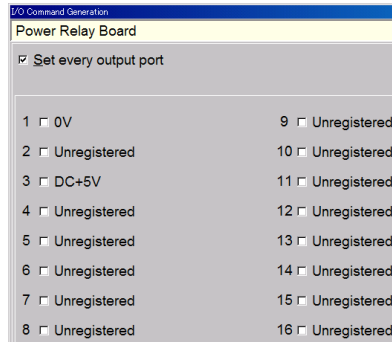 I/O Command Generation
Power Relay Board
Set every output port
1 0V
2 Unregistered
3 DC+5V
4 Unregistered
5 Unregistered
6 Unregistered
7 Unregistered
8 Unregistered
9 Unregistered
10 Unregistered
11 Unregistered
12 Unregistered
13 Unregistered
14 Unregistered
15 Unregistered
16 Unregistered